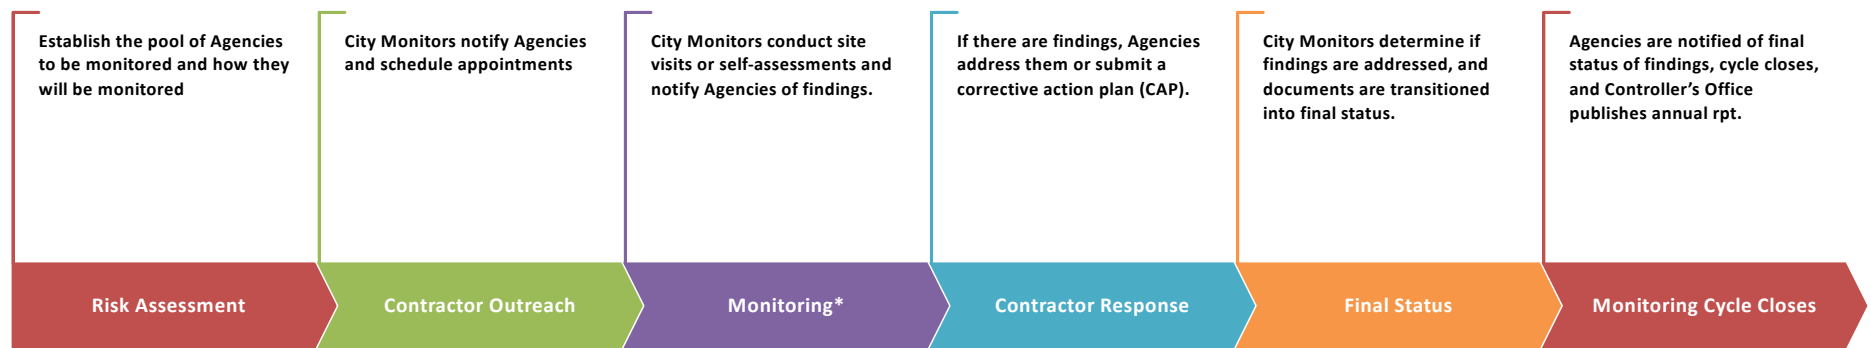 Establish the pool of Agencies
to be monitored and how they
will be monitored
City Monitors notify Agencies
and schedule appointments
City Monitors conduct site
visits or self-assessments and
notify Agencies of findings.
If there are findings, Agencies
address them or submit a
corrective action plan (CAP).
City Monitors determine if
findings are addressed, and
documents are transitioned
into final status.
Agencies are notified of final
status of findings, cycle closes,
and Controller’s Office
publishes annual rpt.
Risk Assessment
Contractor Outreach
Monitoring*
Contractor Response
Final Status
Monitoring Cycle Closes